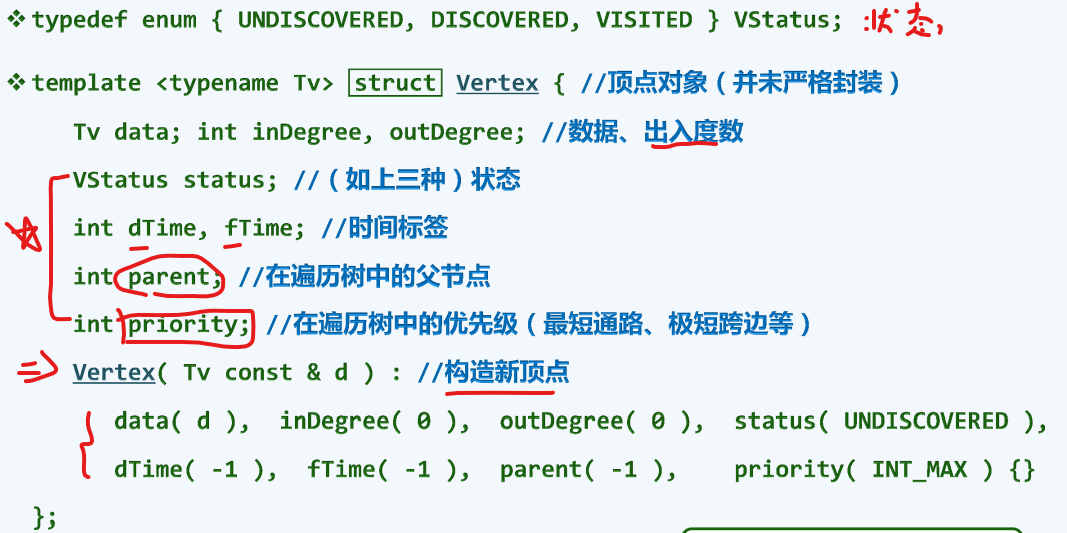 ❖ typedef enum { UNDISCOVERED, DISCOVERED, VISITED } VStatus; :状态,
❖ template <typename Tv> struct Vertex { //顶点对象（并未严格封装）
Tv data; int inDegree, outDegree; //数据、出入度数
VStatus status; //（如上三种）状态
int dTime, fTime; //时间标签
int parent; //在遍历树中的父节点
int priority; //在遍历树中的优先级（最短通路、极短跨边等）
=> Vertex( Tv const & d ) : //构造新顶点
data( d ), inDegree( 0 ), outDegree( 0 ), status( UNDISCOVERED ),
dTime( -1 ), fTime( -1 ), parent( -1 ), priority( INT_MAX ) {}
};